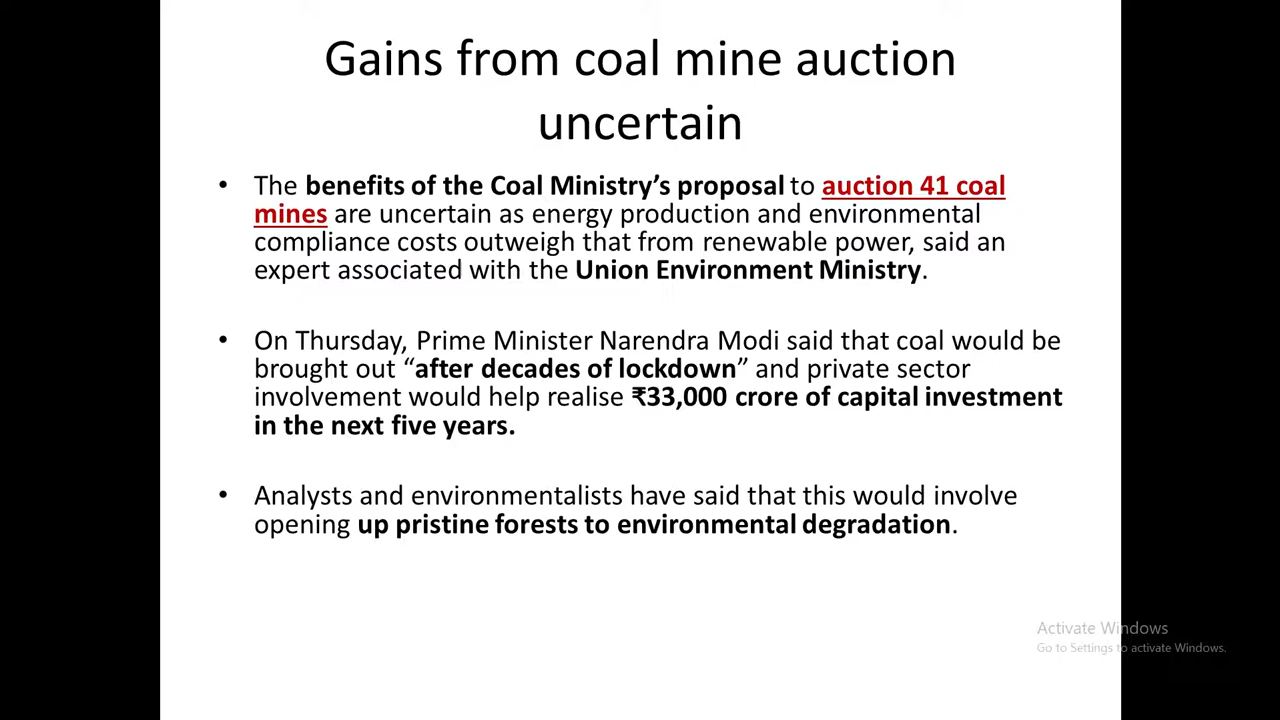 Gains from coal mine auction
uncertain
• The benefits of the Coal Ministry’s proposal to auction 41 coal
mines are uncertain as energy production and environmental
compliance costs outweigh that from renewable power, said an
expert associated with the Union Environment Ministry.
• On Thursday, Prime Minister Narendra Modi said that coal would be
brought out “after decades of lockdown” and private sector
involvement would help realise ₹33,000 crore of capital investment
in the next five years.
• Analysts and environmentalists have said that this would involve
opening up pristine forests to environmental degradation.
Activate Windows
Go to Settings to activate Windows.